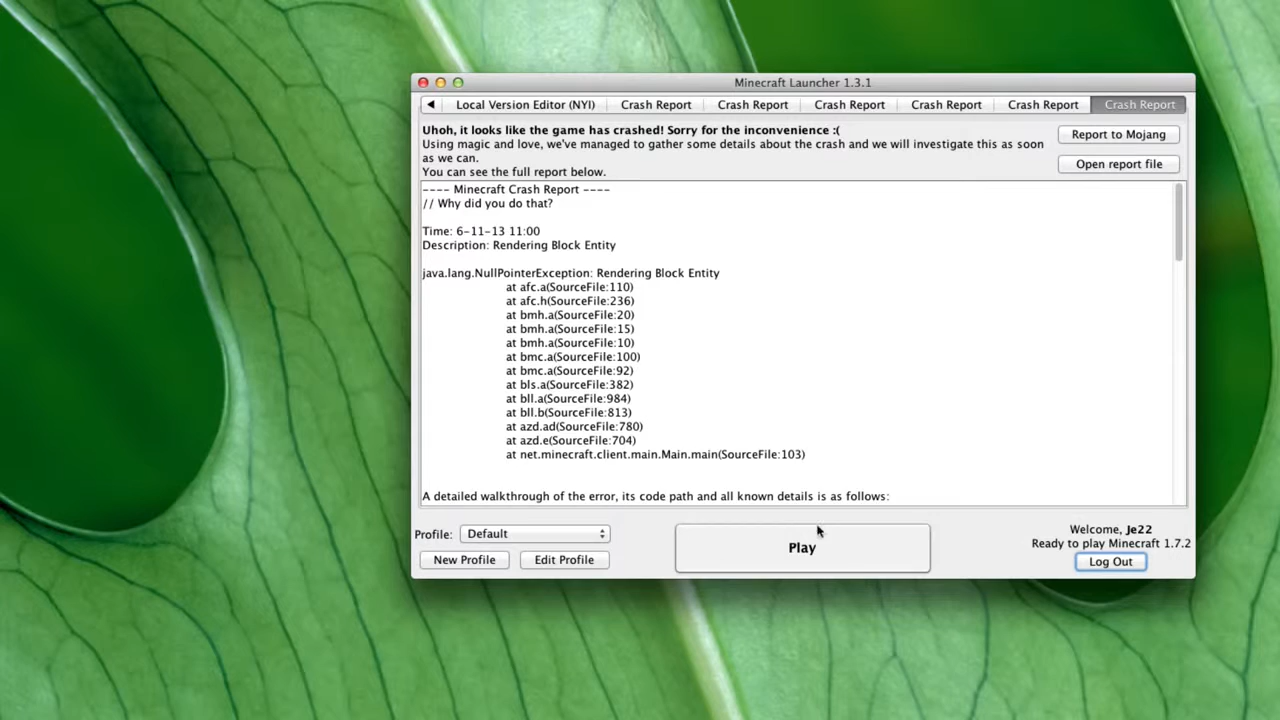 Minecraft Launcher 1.3.1
Local Version Editor (NYI) Crash Report Crash Report Crash Report Crash Report Crash Report Crash Report
Uhoh, it looks like the game has crashed! Sorry for the inconvenience :(
Using magic and love, we've managed to gather some details about the crash and we will investigate this as soon
as we can.
You can see the full report below.
Report to Mojang
Open report file
---- Minecraft Crash Report ----
// Why did you do that?
Time: 6-11-13 11:00
Description: Rendering Block Entity
java.lang.NullPointerException: Rendering Block Entity
at afc.a(SourceFile:110)
at afc.h(SourceFile:236)
at bmh.a(SourceFile:20)
at bmh.a(SourceFile:15)
at bmh.a(SourceFile:10)
at bmc.a(SourceFile:100)
at bmc.a(SourceFile:92)
at bls.a(SourceFile:382)
at bll.a(SourceFile:984)
at bll.b(SourceFile:813)
at azd.ad(SourceFile:780)
at azd.e(SourceFile:704)
at net.minecraft.client.main.Main.main(SourceFile:103)
A detailed walkthrough of the error, its code path and all known details is as follows:
Profile: Default
New Profile Edit Profile
Play
Welcome, Je22
Ready to play Minecraft 1.7.2
Log Out